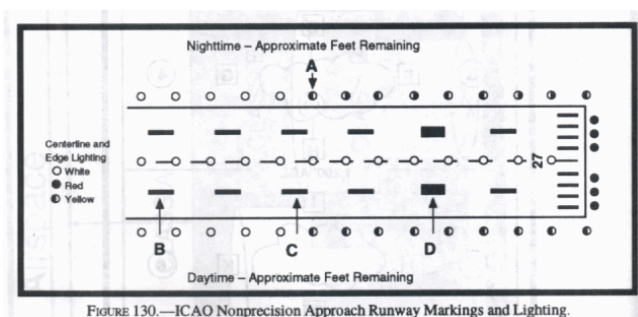 Nighttime – Approximate Feet Remaining
A
Centerline and
Edge Lighting
White
Red
Yellow
27
B
C
D
Daytime – Approximate Feet Remaining
FIGURE 130.—ICAO Nonprecision Approach Runway Markings and Lighting.